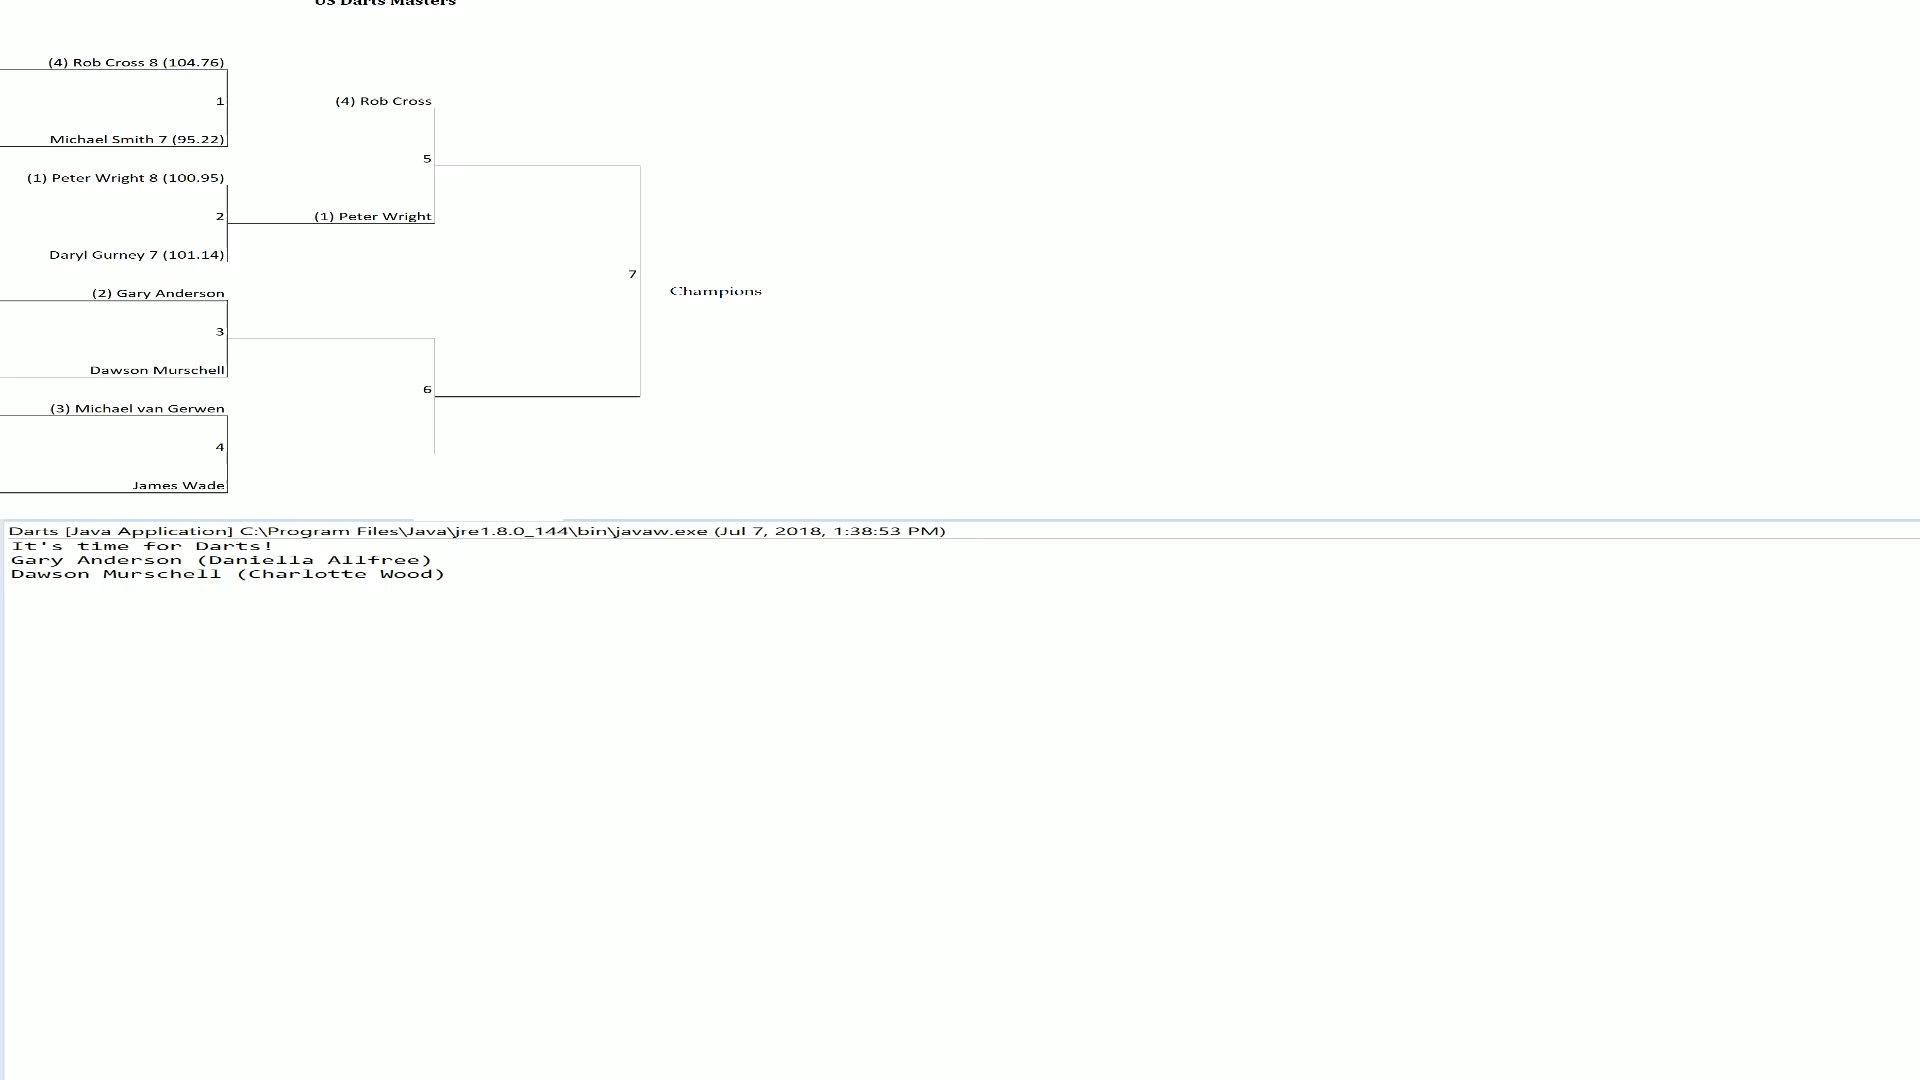 US Darts Masters
(4) Rob Cross 8 (104.76)
1
(4) Rob Cross
Michael Smith 7 (95.22)
5
(1) Peter Wright 8 (100.95)
2
(1) Peter Wright
Daryl Gurney 7 (101.14)
7
Champions
(2) Gary Anderson
3
Dawson Murschell
6
(3) Michael van Gerwen
4
James Wade
Darts [Java Application] C:\Program Files\Java\jre1.8.0_144\bin\javaw.exe (Jul 7, 2018, 1:38:53 PM)
It's time for Darts!
Gary Anderson (Daniella Allfree)
Dawson Murschell (Charlotte Wood)